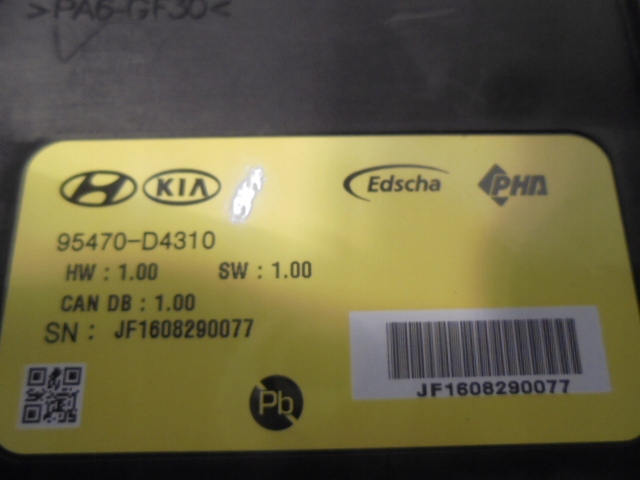 >PA6-GF30<
H KIA Edscha PHA
95470-D4310
HW : 1.00 SW : 1.00
CAN DB : 1.00
SN : JF1608290077
JF1608290077
Pb